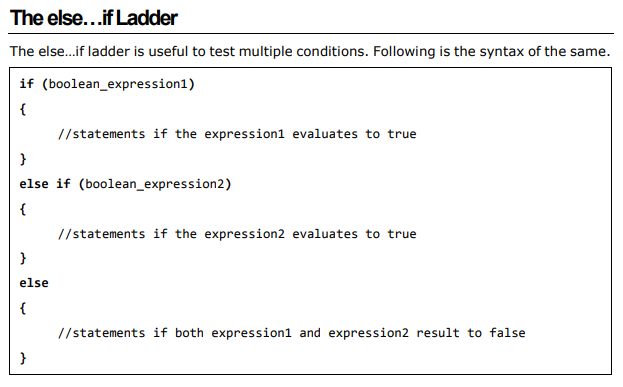 The else…if Ladder
The else…if ladder is useful to test multiple conditions. Following is the syntax of the same.
if (boolean_expression1)
{
//statements if the expression1 evaluates to true
}
else if (boolean_expression2)
{
//statements if the expression2 evaluates to true
}
else
{
//statements if both expression1 and expression2 result to false
}